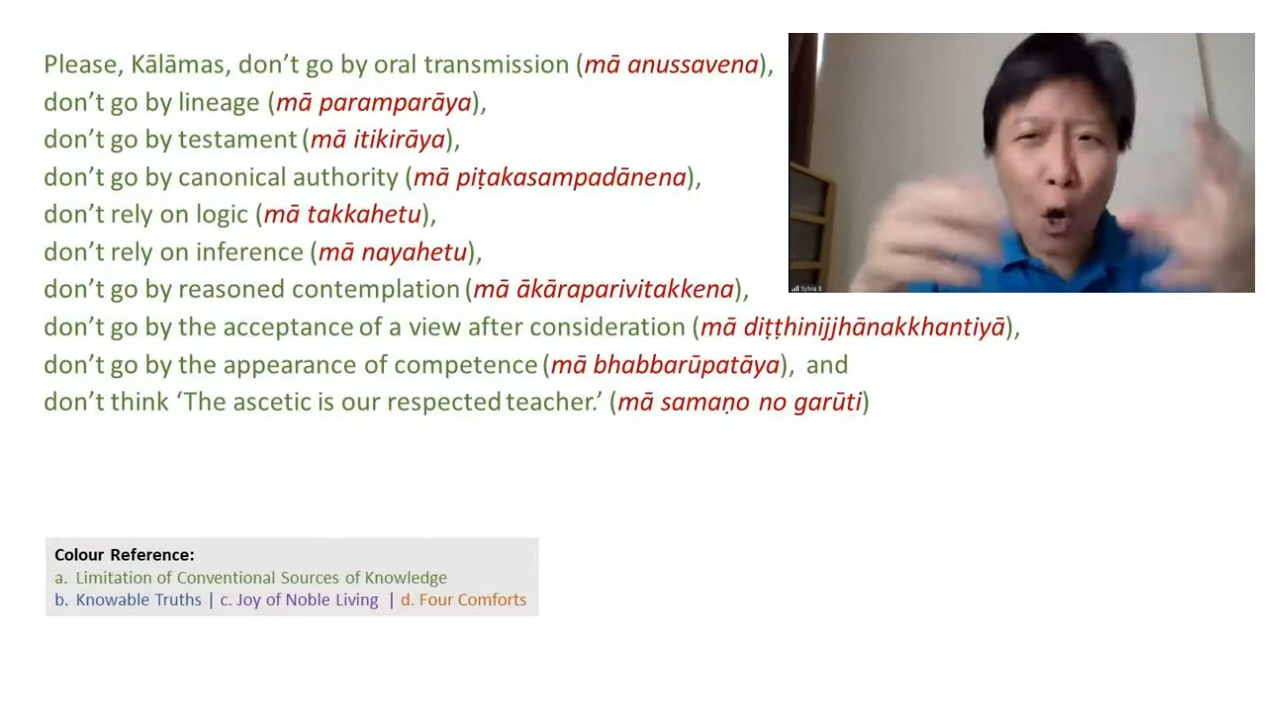 Please, Kālāmas, don’t go by oral transmission (mā anussavena),
don’t go by lineage (mā paramparāya),
don’t go by testament (mā itikirāya),
don’t go by canonical authority (mā piṭakasampadānena),
don’t rely on logic (mā takkahetu),
don’t rely on inference (mā nayahetu),
don’t go by reasoned contemplation (mā ākāraparivitakkena),
don’t go by the acceptance of a view after consideration (mā diṭṭhinijjhānakkhantiyā),
don’t go by the appearance of competence (mā bhabbarūpatāya), and
don’t think ‘The ascetic is our respected teacher.’ (mā samaṇo no garūti)
Sylvia
Colour Reference:
a. Limitation of Conventional Sources of Knowledge
b. Knowable Truths | c. Joy of Noble Living | d. Four Comforts